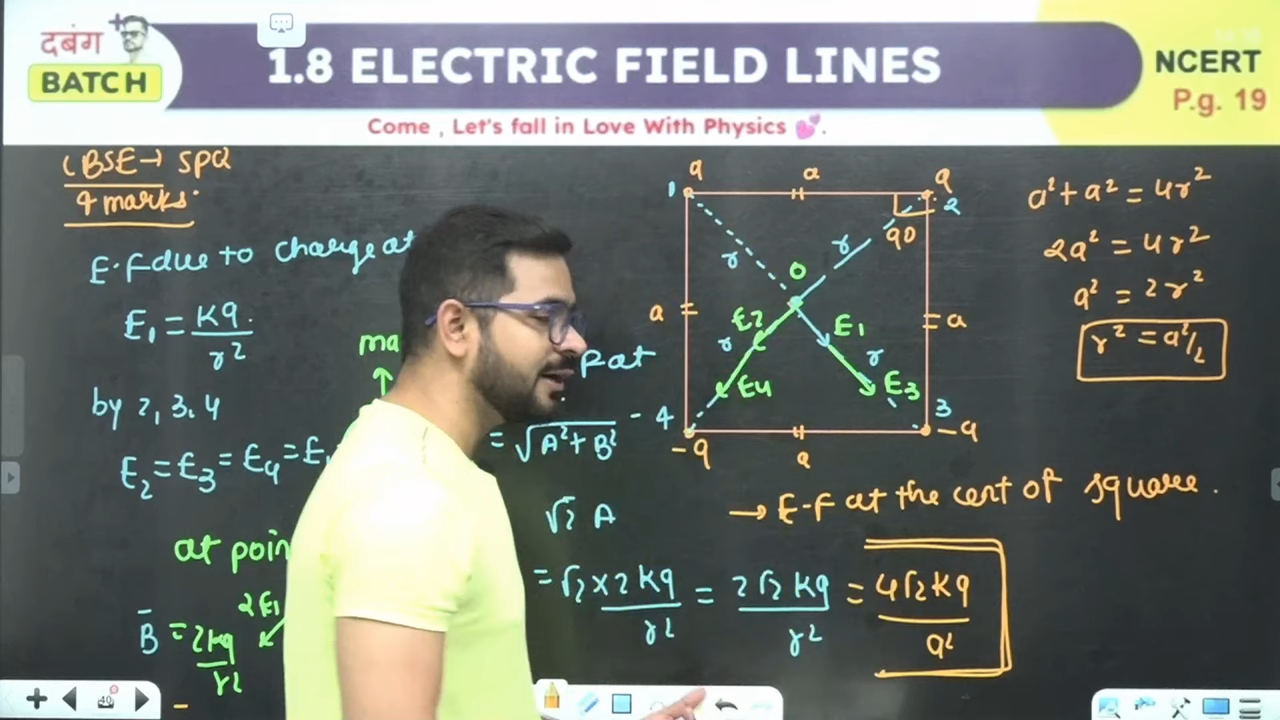 दबंग
BATCH
1.8 ELECTRIC FIELD LINES
NCERT
P.g. 19
Come , Let's fall in Love With Physics 💕.
CBSE → SPQ
4 marks
E.F due to charge at
E₁ = Kq
r²
by 2, 3, 4
E₂ = E₃ = E₄ = E₁
at poin
B̄ = 2kq
r²
2E₁
ma
P at
= √A²+B²
√2 A
= √2 × 2kq = 2√2 kq = 4√2 kq
r² r² a²
q a q
1 2
90
r r
O
a a
E2 E1
r r
E4 E3
- 4 3
-q a -q
→ E-F at the cent of square.
a² + a² = 4r²
2a² = 4r²
a² = 2r²
r² = a²/2
40